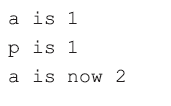 a is 1
p is 1
a is now 2